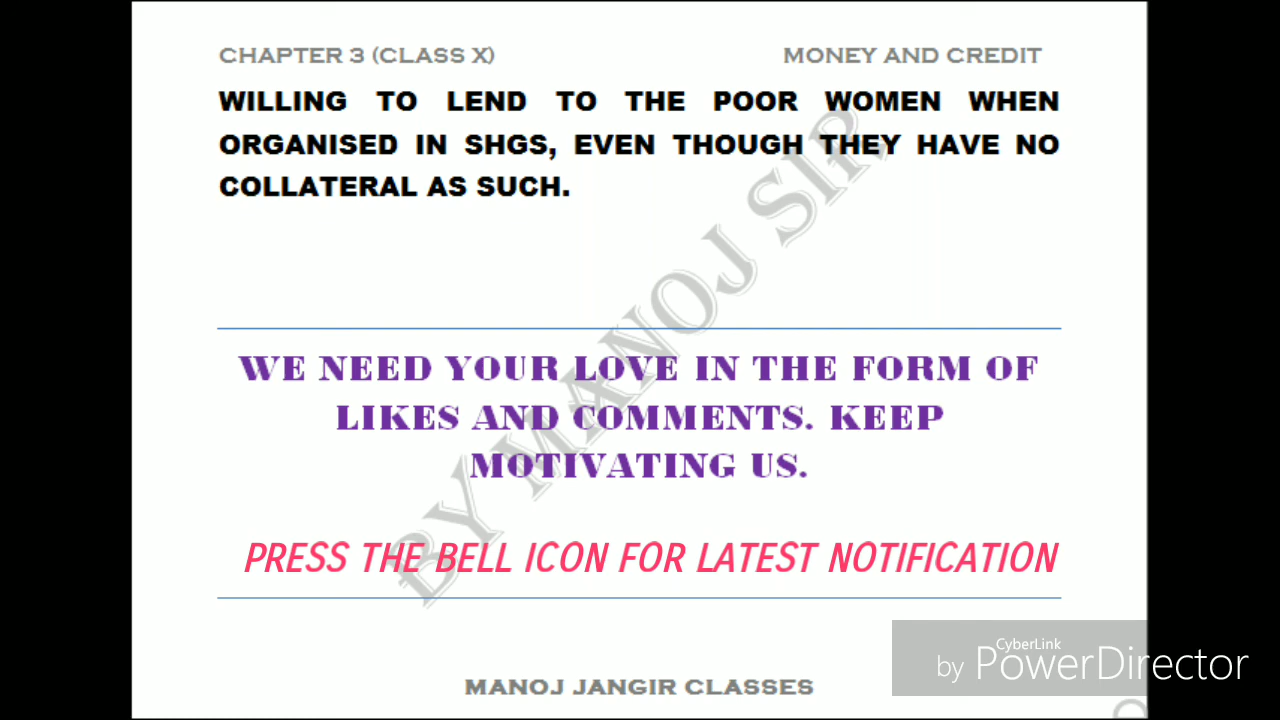 CHAPTER 3 (CLASS X) MONEY AND CREDIT
WILLING TO LEND TO THE POOR WOMEN WHEN
ORGANISED IN SHGS, EVEN THOUGH THEY HAVE NO
COLLATERAL AS SUCH.
BY MANOJ SIR
WE NEED YOUR LOVE IN THE FORM OF
LIKES AND COMMENTS. KEEP
MOTIVATING US.
PRESS THE BELL ICON FOR LATEST NOTIFICATION
CyberLink
by PowerDirector
MANOJ JANGIR CLASSES